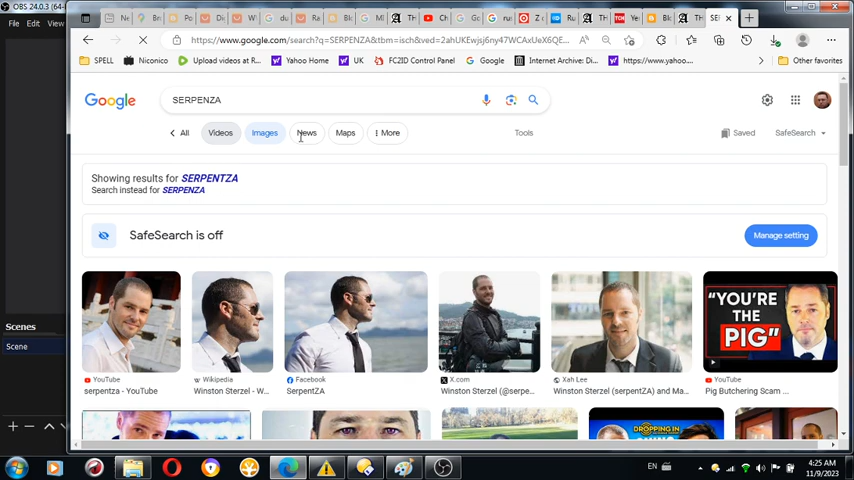 OBS 24.0.3 (64-
File Edit View
https://www.google.com/search?q=SERPENZA&tbm=isch&ved=2ahUKEwjsj6ny47WCAxUeX6QE...
SPELL Niconico Upload videos at R... Yahoo Home UK FC2ID Control Panel Google Internet Archive: Di... https://www.yahoo.... Other favorites
Google
SERPENZA
All Videos Images News Maps More Tools Saved SafeSearch
Showing results for SERPENTZA
Search instead for SERPENZA
SafeSearch is off
Manage setting
"YOU'RE
THE
PIG"
YouTube Wikipedia Facebook X.com Xah Lee YouTube
serpentza - YouTube Winston Sterzel - W... SerpentZA Winston Sterzel (@serpe... Winston Sterzel (serpentZA) and Ma... Pig Butchering Scam ...
DROPPING IN
Scenes
Scene
EN
4:25 AM
11/9/2023